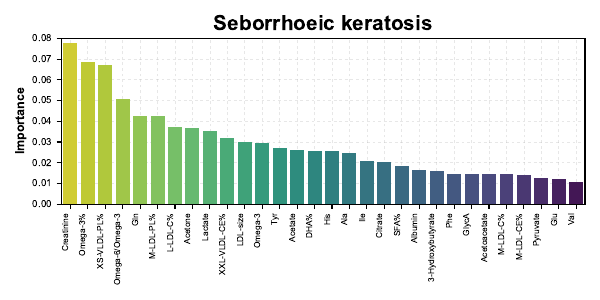 Seborrhoeic keratosis
Importance
0.08
0.07
0.06
0.05
0.04
0.03
0.02
0.01
0.00
Creatinine
Omega-3%
XS-VLDL-PL%
Omega-6/Omega-3
Gln
M-LDL-PL%
L-LDL-C%
Acetone
Lactate
XXL-VLDL-CE%
LDL-size
Omega-3
Tyr
Acetate
DHA%
His
Ala
Ile
Citrate
SFA%
Albumin
3-Hydroxybutyrate
Phe
GlycA
Acetoacetate
M-LDL-C%
M-LDL-CE%
Pyruvate
Glu
Val